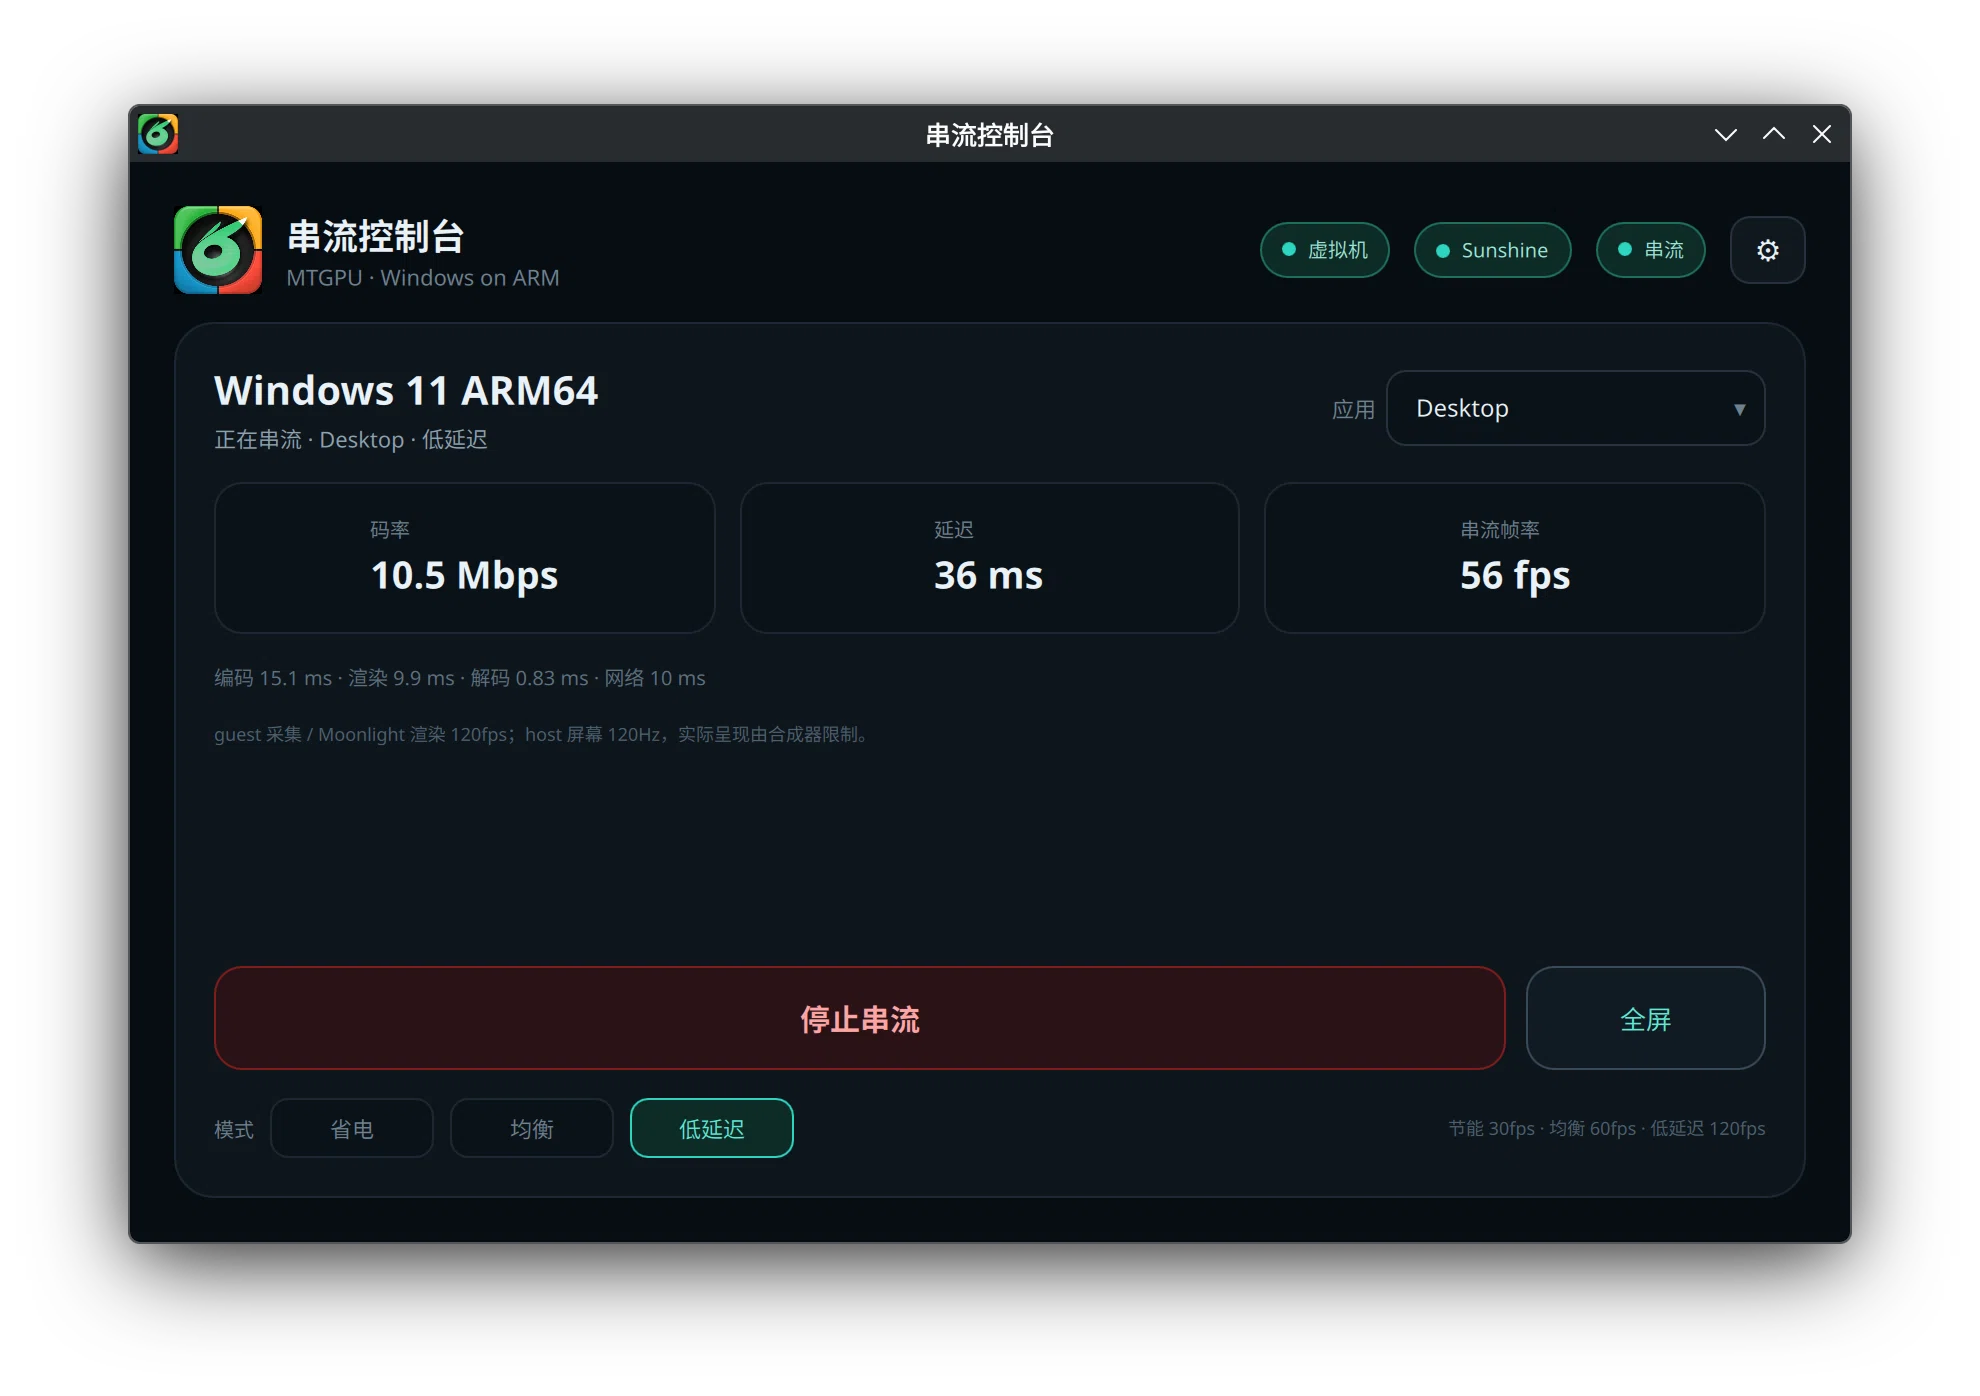 串流控制台
串流控制台
MTGPU · Windows on ARM
虚拟机
Sunshine
串流
Windows 11 ARM64
正在串流 · Desktop · 低延迟
应用
Desktop
码率
10.5 Mbps
延迟
36 ms
串流帧率
56 fps
编码 15.1 ms · 渲染 9.9 ms · 解码 0.83 ms · 网络 10 ms
guest 采集 / Moonlight 渲染 120fps；host 屏幕 120Hz，实际呈现由合成器限制。
停止串流
全屏
模式
省电
均衡
低延迟
节能 30fps · 均衡 60fps · 低延迟 120fps